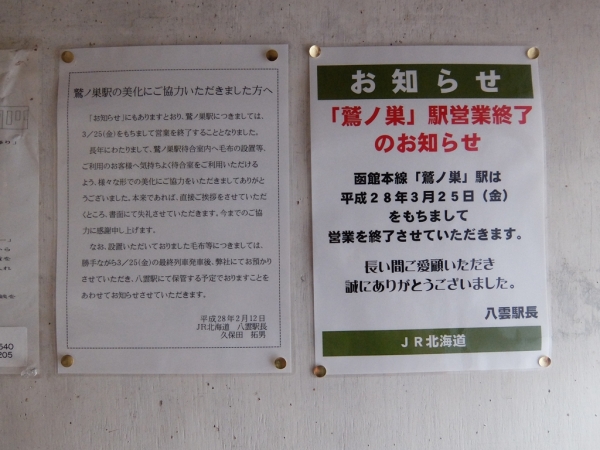 鷲ノ巣駅の美化にご協力いただきました方へ
「お知らせ」にもありますとおり、鷲ノ巣駅につきましては、
3／25(金)をもちまして営業を終了することとなりました。
長年にわたりまして、鷲ノ巣駅待合室内へ毛布の設置等、
ご利用のお客様へ気持ちよく待合室をご利用いただける
よう、様々な形での美化にご協力をいただきましてありがと
うございました。本来であれば、直接ご挨拶をさせていただ
くところ、書面にて失礼させていただきます。今までのご協
力に感謝申し上げます。
なお、設置いただいておりました毛布等につきましては、
勝手ながら3／25(金)の最終列車発車後、弊社にてお預かり
させていただき、八雲駅にて保管する予定でおりますことを
あわせてお知らせさせていただきます。
平成28年2月12日
JR北海道　八雲駅長
久保田　拓男
お知らせ
「鷲ノ巣」駅営業終了
のお知らせ
函館本線「鷲ノ巣」駅は
平成２８年３月２５日（金）
をもちまして
営業を終了させていただきます。
長い間ご愛顧いただき
誠にありがとうございました。
八雲駅長
ＪＲ北海道
540
205